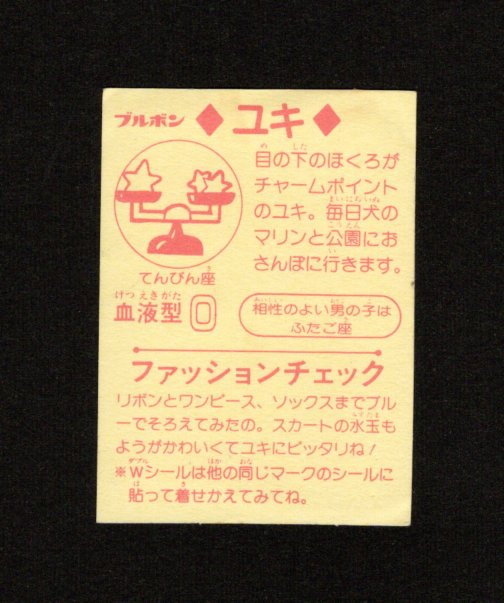 ブルボン ◆ユキ◆
目の下のほくろが
チャームポイント
のユキ。毎日犬の
マリンと公園にお
さんぽに行きます。
てんびん座
血液型 O
相性のよい男の子は
ふたご座
ファッションチェック
リボンとワンピース、ソックスまでブル
ーでそろえてみたの。スカートの水玉も
ようがかわいくてユキにピッタリね!
※Wシールは他の同じマークのシールに
貼って着せかえてみてね。